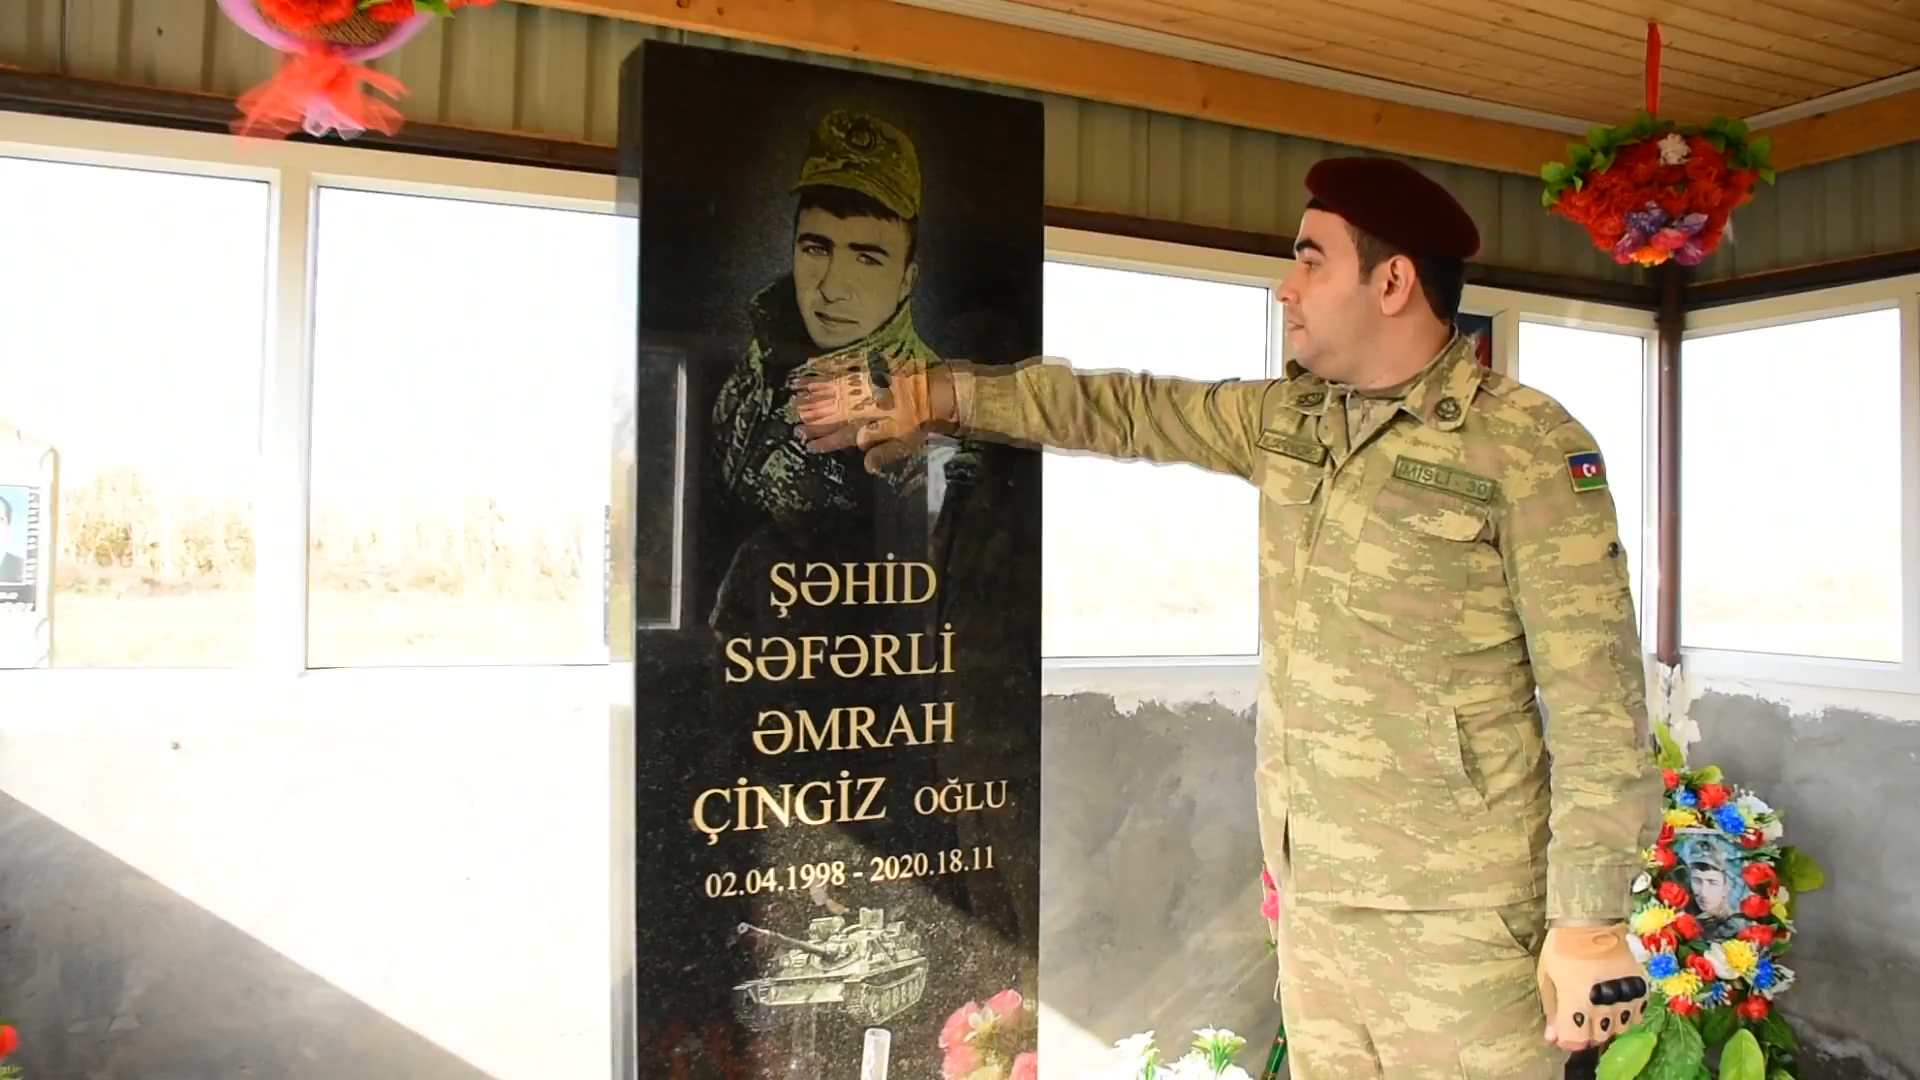 ŞƏHİD
SƏFƏRLİ
ƏMRAH
ÇİNGİZ OĞLU
02.04.1998 - 2020.18.11
İMİŞLİ - 30